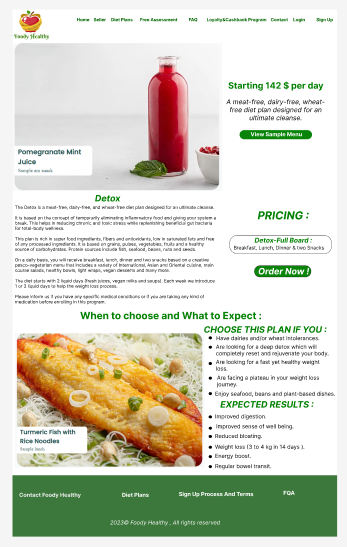 Home Seller Diet Plans Free Assessment FAQ Loyalty&Cashback Program Contact Login Sign Up
Foody Healthy
Starting 142 $ per day
A meat-free, dairy-free, wheat-
free diet plan designed for an
ultimate cleanse.
View Sample Menu
Pomegranate Mint
Juice
Detox
The Detox is a meat-free, dairy-free, and wheat-free diet plan designed for an ultimate cleanse.
It is based on the concept of temporarily eliminating inflammatory food and giving your system a
break. This helps in reducing chronic and toxic stress while replenishing beneficial gut bacteria
for total-body wellness.
This plan is rich in super food ingredients, fibers and antioxidants, low in saturated fats and free
of any processed ingredients. It is based on grains, pulses, vegetables, fruits and a healthy
source of carbohydrates. Protein sources include fish, seafood, beans, nuts and seeds.
On a daily basis, you will receive breakfast, lunch, dinner and two snacks based on a creative
pesco-vegetarian menu that includes a variety of International, Asian and Oriental cuisine, main
course salads, healthy bowls, light wraps, vegan desserts and many more.
The diet starts with 2 liquid days (fresh juices, vegan milks and soups). Each week we introduce
1 or 2 liquid days to help the weight loss process.
Please inform us if you have any specific medical conditions or if you are taking any kind of
medication before enrolling in this program.
PRICING :
Detox-Full Board :
Breakfast, Lunch, Dinner & two Snacks
Order Now !
When to choose and What to Expect :
CHOOSE THIS PLAN IF YOU :
Have dairies and/or wheat intolerances.
Are looking for a deep detox which will
completely reset and rejuvenate your body.
Are looking for a fast yet healthy weight
loss.
Are facing a plateau in your weight loss
journey.
Enjoy seafood, beans and plant-based dishes.
EXPECTED RESULTS :
Improved digestion.
Improved sense of well being.
Reduced bloating.
Weight loss (3 to 4 kg in 14 days ).
Energy boost.
Regular bowel transit.
Turmeric Fish with
Rice Noodles
Contact Foody Healthy Diet Plans Sign Up Process And Terms FQA
2023© Foody Healthy , All rights reserved